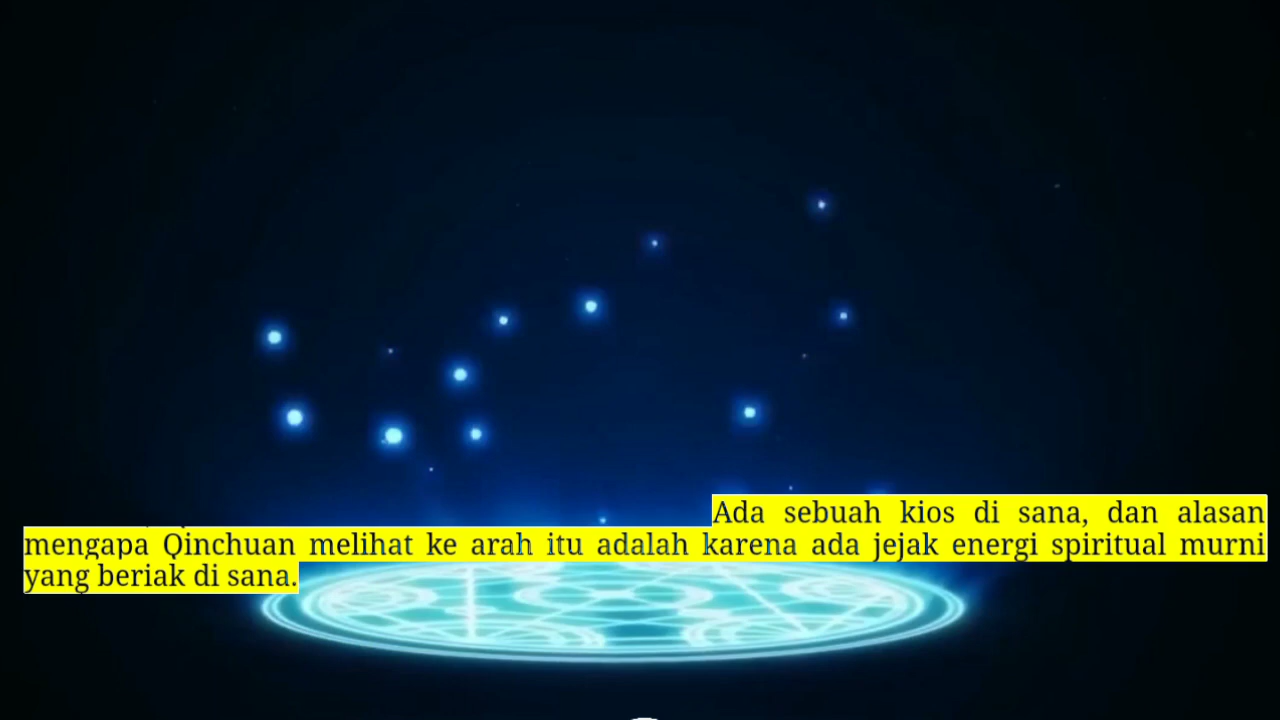 Ada sebuah kios di sana, dan alasan
mengapa Qinchuan melihat ke arah itu adalah karena ada jejak energi spiritual murni
yang beriak di sana.